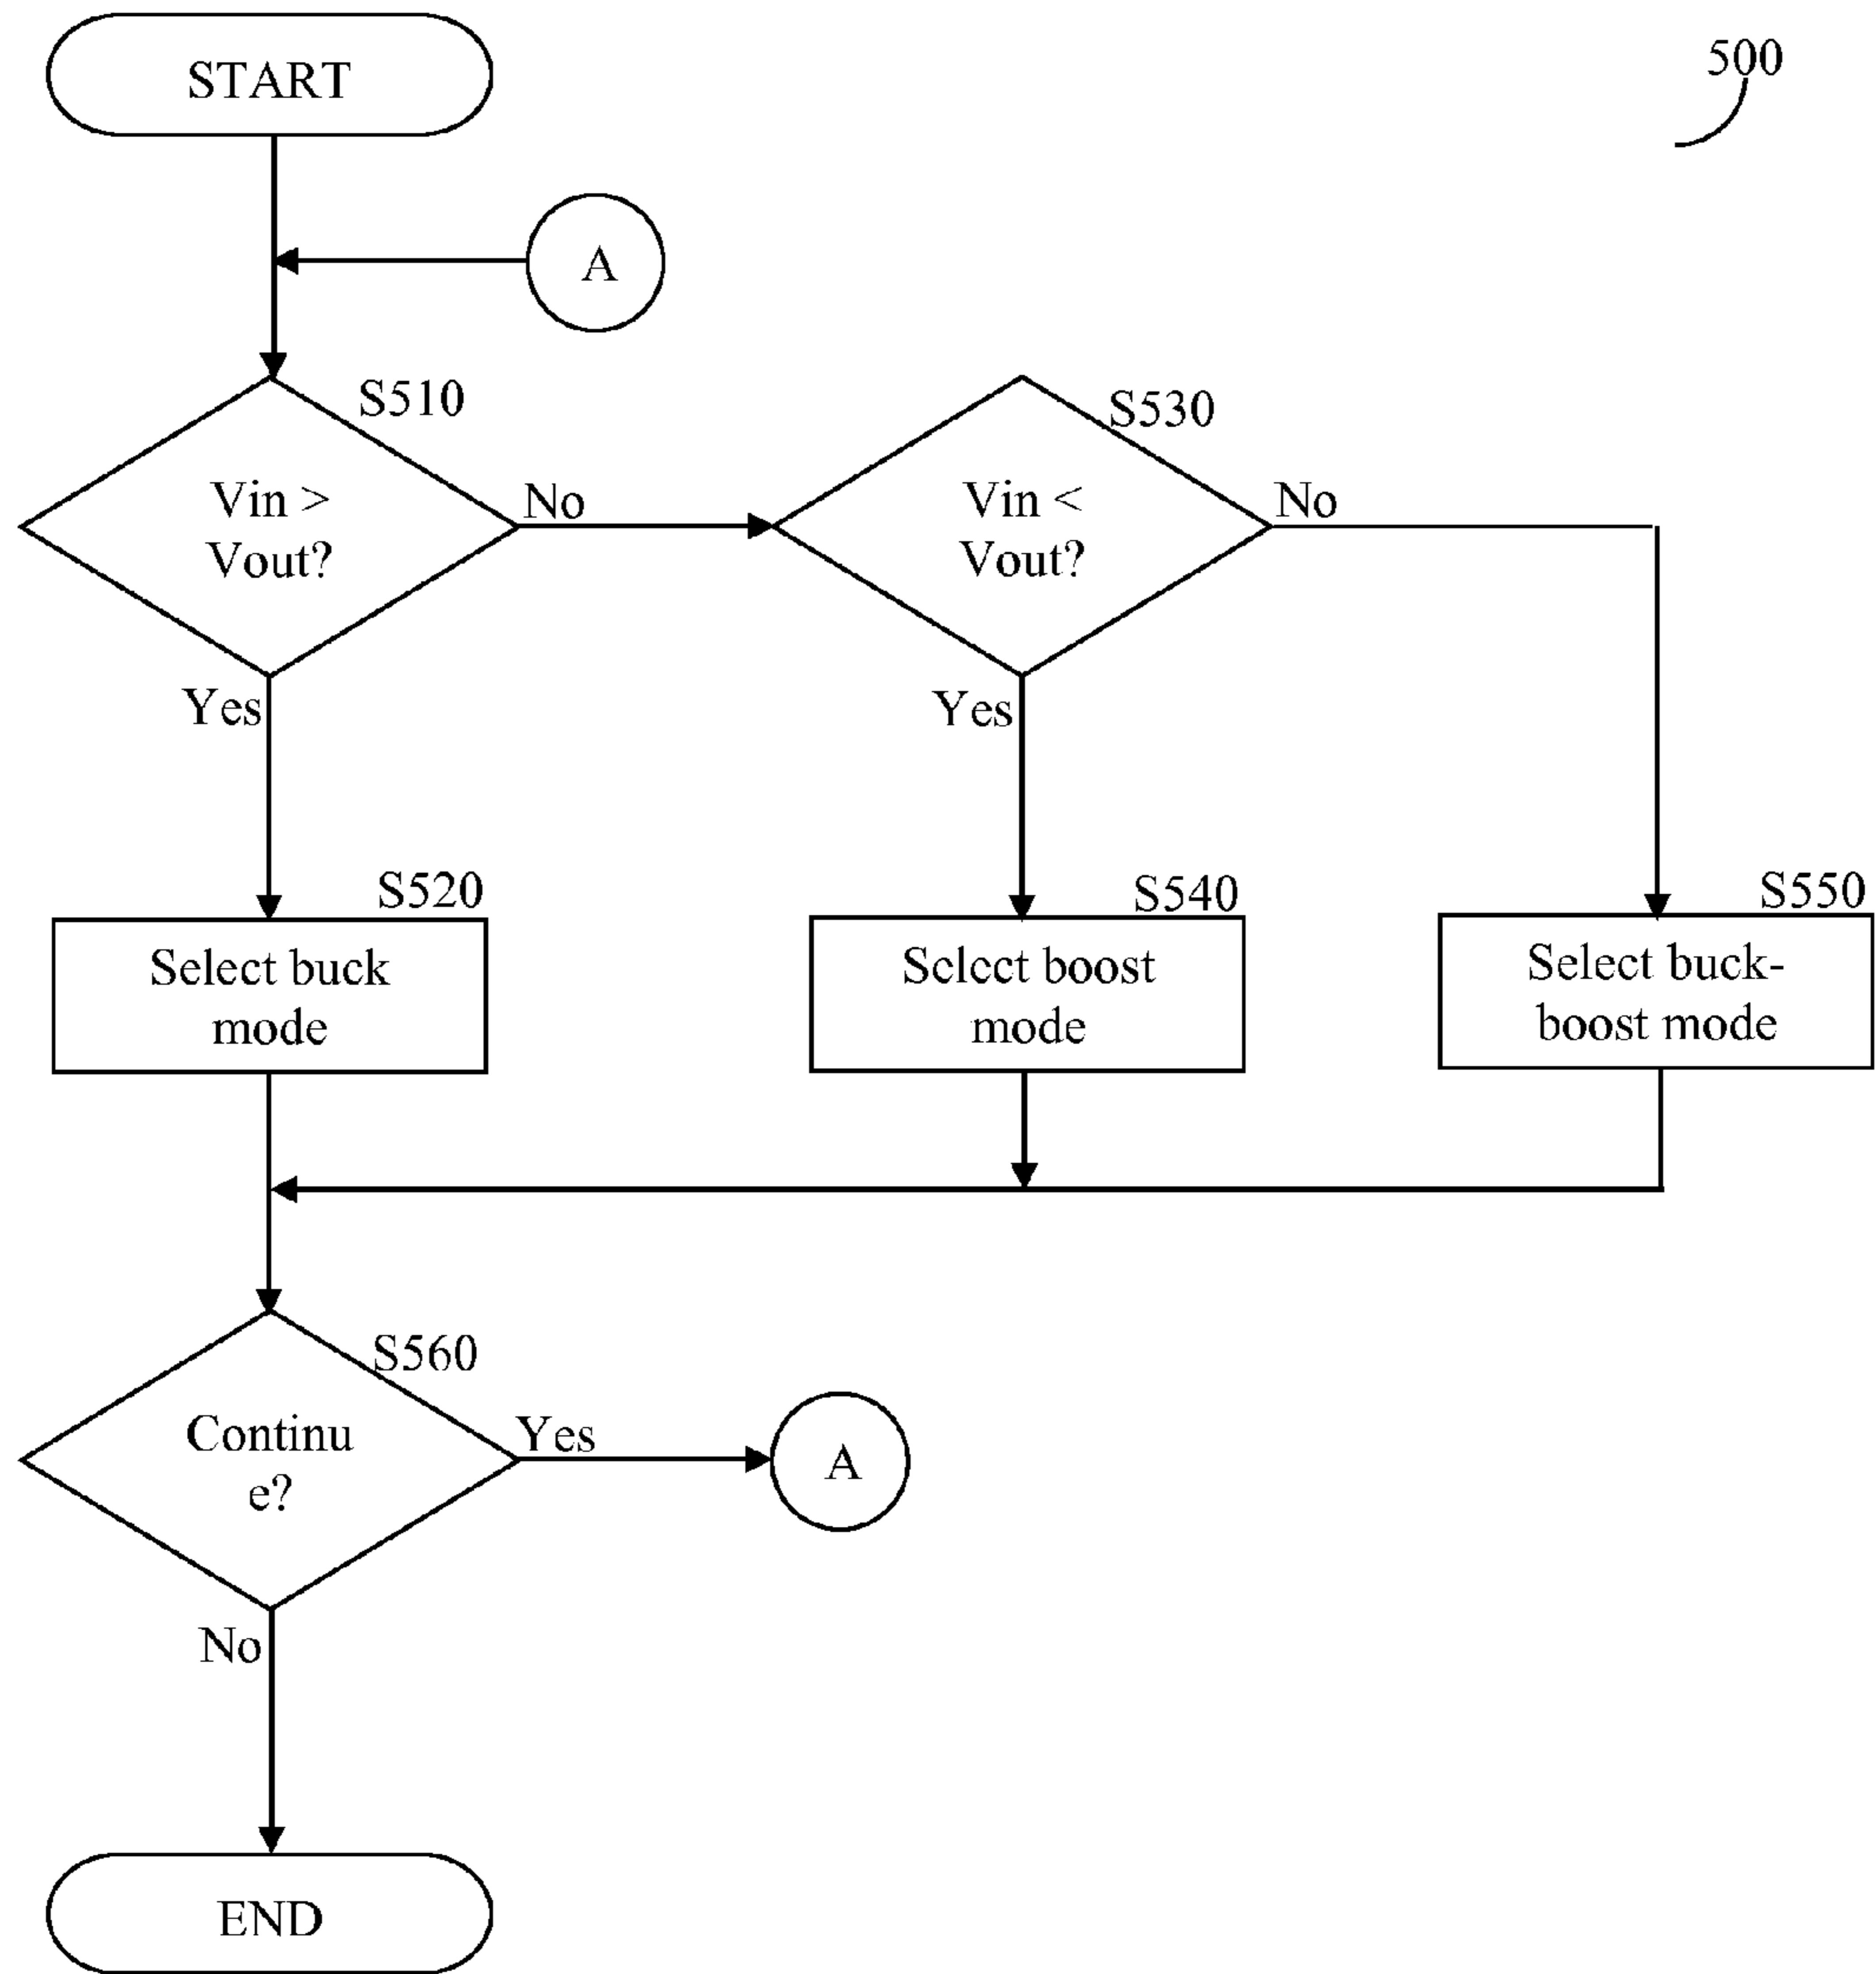 START
500
A
S510
Vin >
Vout?
No
S530
Vin <
Vout?
No
Yes
Yes
S520
Select buck
mode
S540
Select boost
mode
S550
Select buck-
boost mode
S560
Continu
e?
Yes
A
No
END